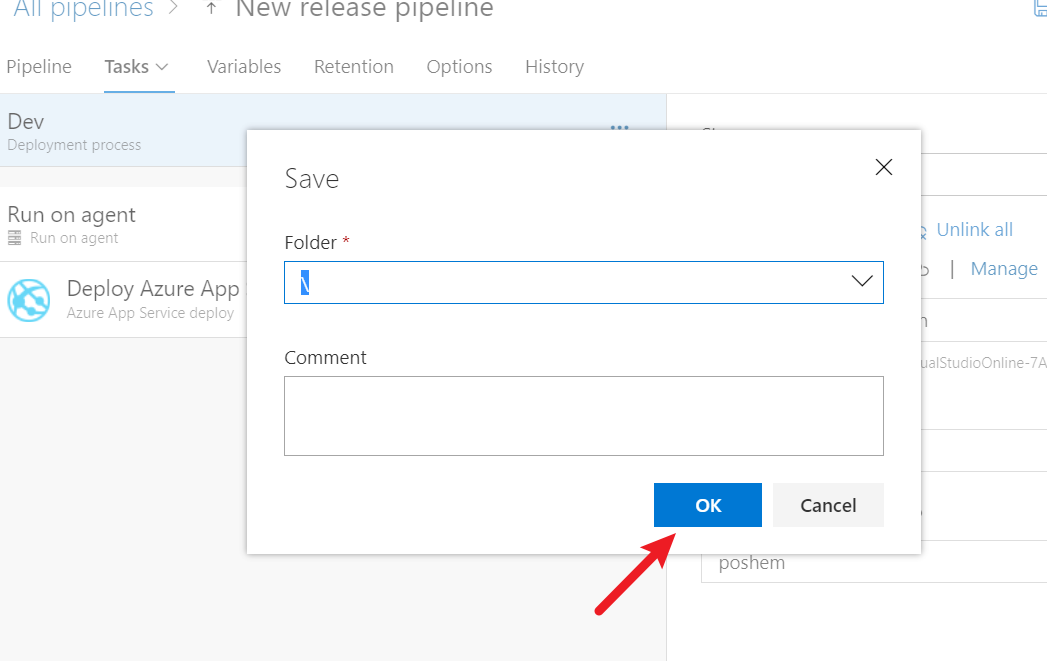 All pipelines > ↑ New release pipeline
Pipeline Tasks Variables Retention Options History
Dev
Deployment process
Save
Folder *
\
Run on agent
Run on agent
Unlink all
| Manage
Deploy Azure App
Azure App Service deploy
Comment
ualStudioOnline-7A
OK Cancel
poshem